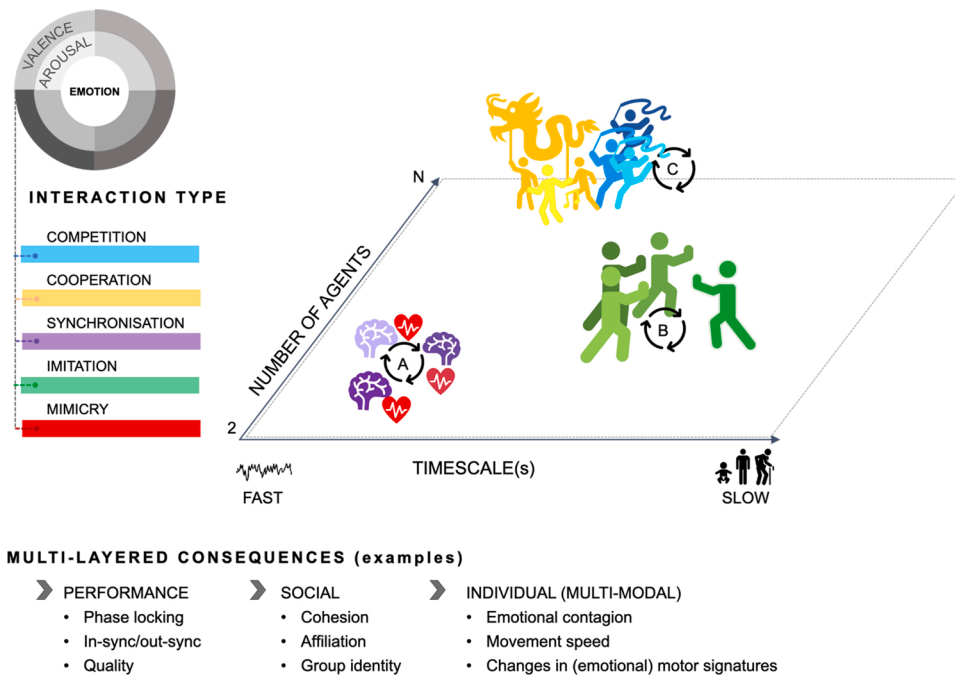 VALENCE
AROUSAL
EMOTION
INTERACTION TYPE
COMPETITION
COOPERATION
SYNCHRONISATION
IMITATION
MIMICRY
N
NUMBER OF AGENTS
2
A
B
C
TIMESCALE(s)
FAST
SLOW
MULTI-LAYERED CONSEQUENCES (examples)
PERFORMANCE
• Phase locking
• In-sync/out-sync
• Quality
SOCIAL
• Cohesion
• Affiliation
• Group identity
INDIVIDUAL (MULTI-MODAL)
• Emotional contagion
• Movement speed
• Changes in (emotional) motor signatures